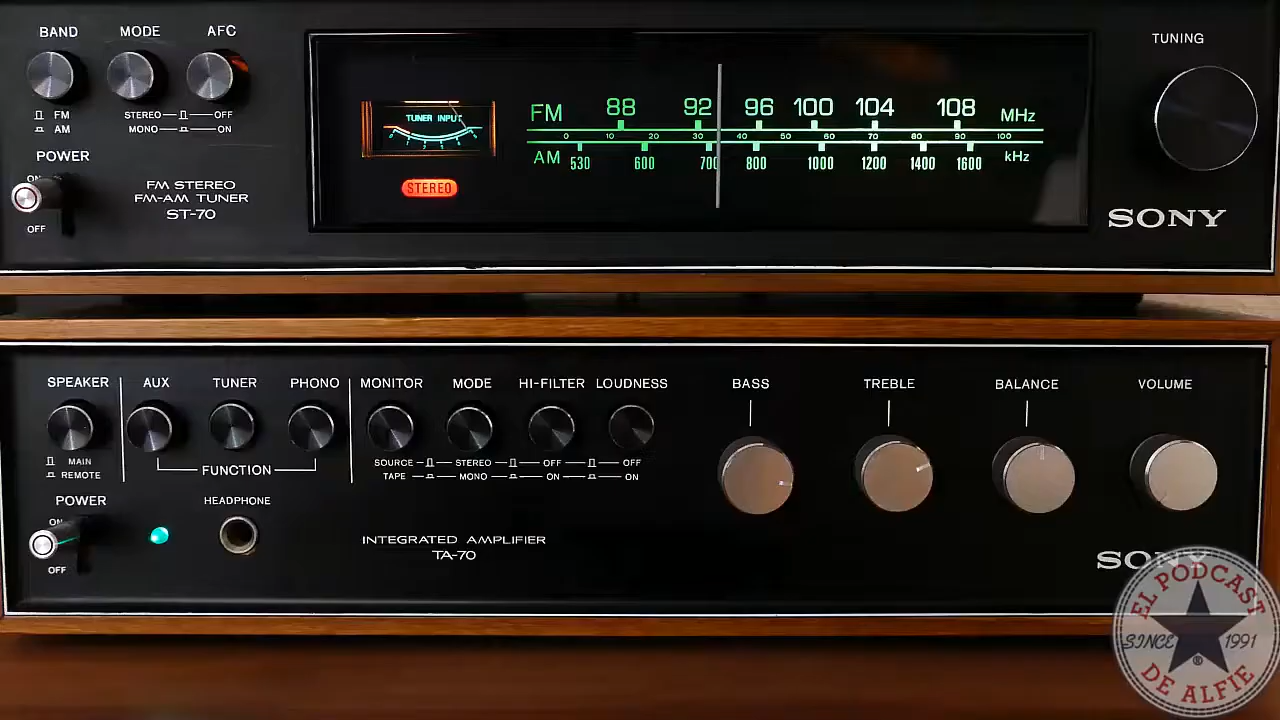 BAND MODE AFC
FM STEREO OFF
AM MONO ON
POWER
ON
OFF
FM STEREO
FM-AM TUNER
ST-70
TUNER INPUT
STEREO
FM 88 92 96 100 104 108 MHz
0 10 20 30 40 50 60 70 80 90 100
AM 530 600 700 800 1000 1200 1400 1600 kHz
TUNING
SONY
SPEAKER AUX TUNER PHONO MONITOR MODE HI-FILTER LOUDNESS BASS TREBLE BALANCE VOLUME
MAIN SOURCE STEREO OFF OFF
REMOTE TAPE MONO ON ON
FUNCTION
POWER HEADPHONE
ON
OFF
INTEGRATED AMPLIFIER
TA-70
SONY
EL PODCAST
SINCE 1991
®
DE ALFIE